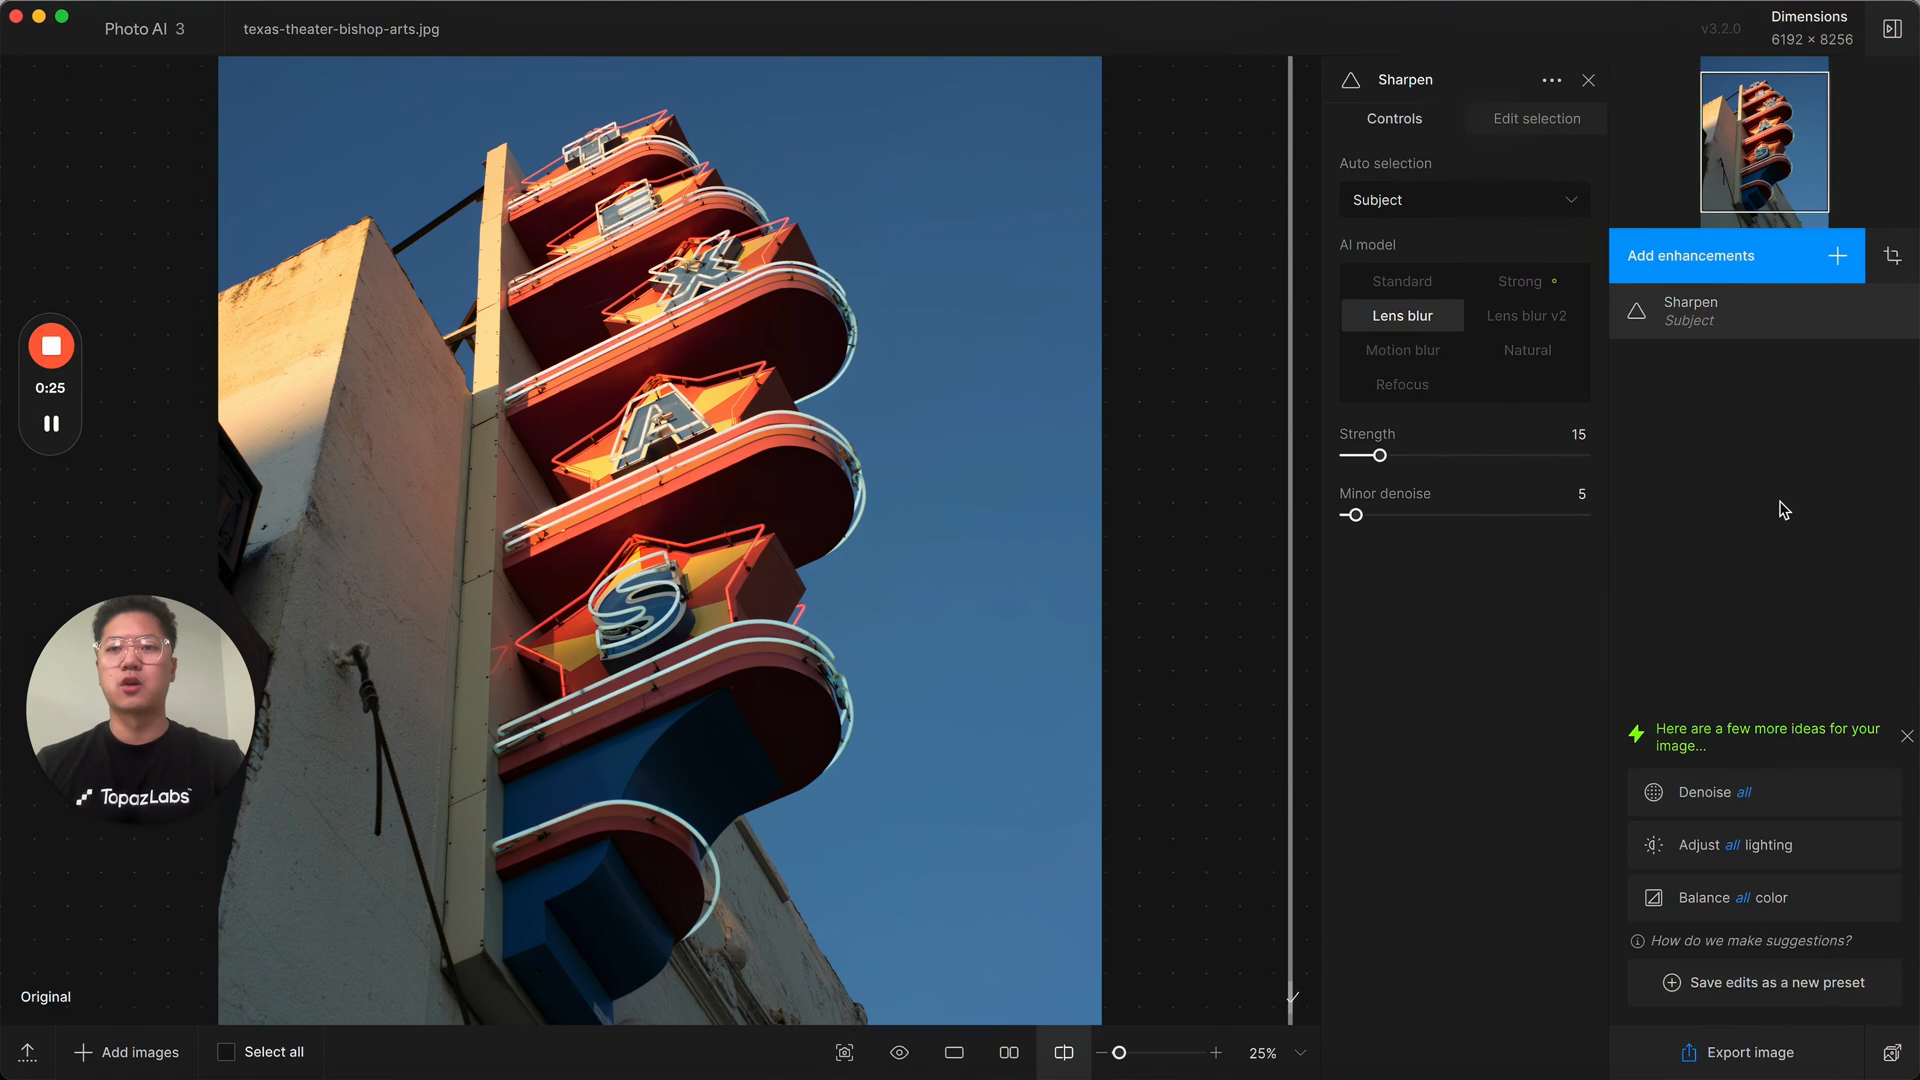 Photo AI 3
texas-theater-bishop-arts.jpg
v3.2.0
Dimensions
6192 × 8256
Sharpen
Controls
Edit selection
Auto selection
Subject
AI model
Standard
Strong
Lens blur
Lens blur v2
Motion blur
Natural
Refocus
Strength
15
Minor denoise
5
Add enhancements
Sharpen
Subject
Here are a few more ideas for your
image...
Denoise all
Adjust all lighting
Balance all color
How do we make suggestions?
Save edits as a new preset
Export image
0:25
TopazLabs
T
E
X
A
S
Original
Add images
Select all
25%